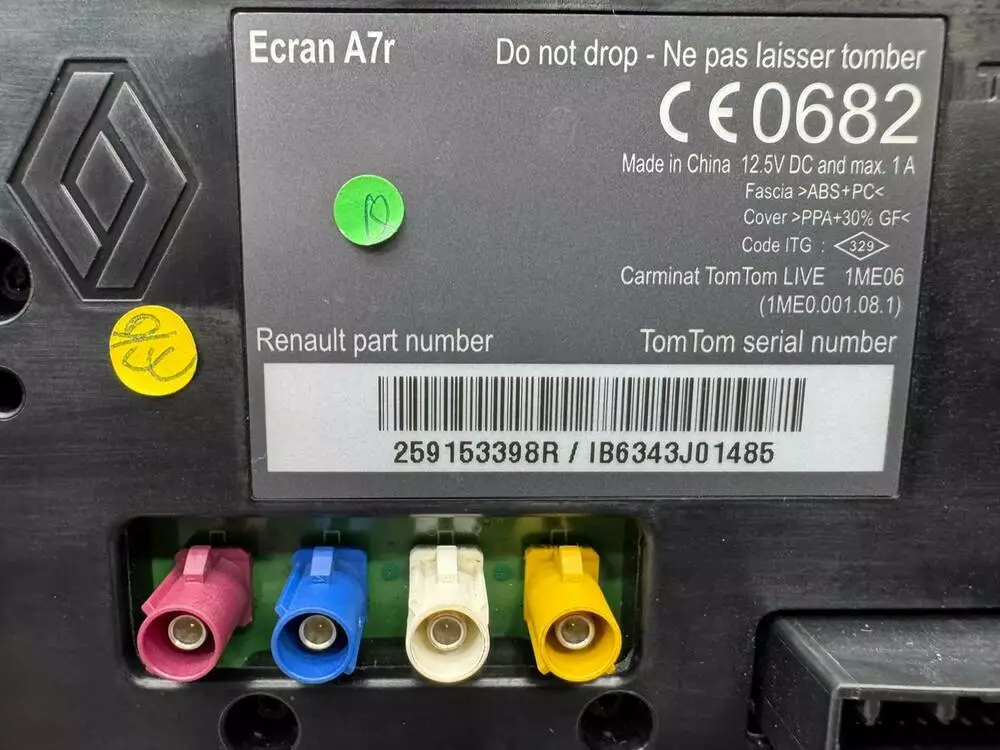 Ecran A7r
Do not drop - Ne pas laisser tomber
CE 0682
Made in China 12.5V DC and max. 1 A
Fascia >ABS+PC<
Cover >PPA+30% GF<
Code ITG : 329
Carminat TomTom LIVE 1ME06
(1ME0.001.08.1)
Renault part number
TomTom serial number
259153398R / IB6343J01485